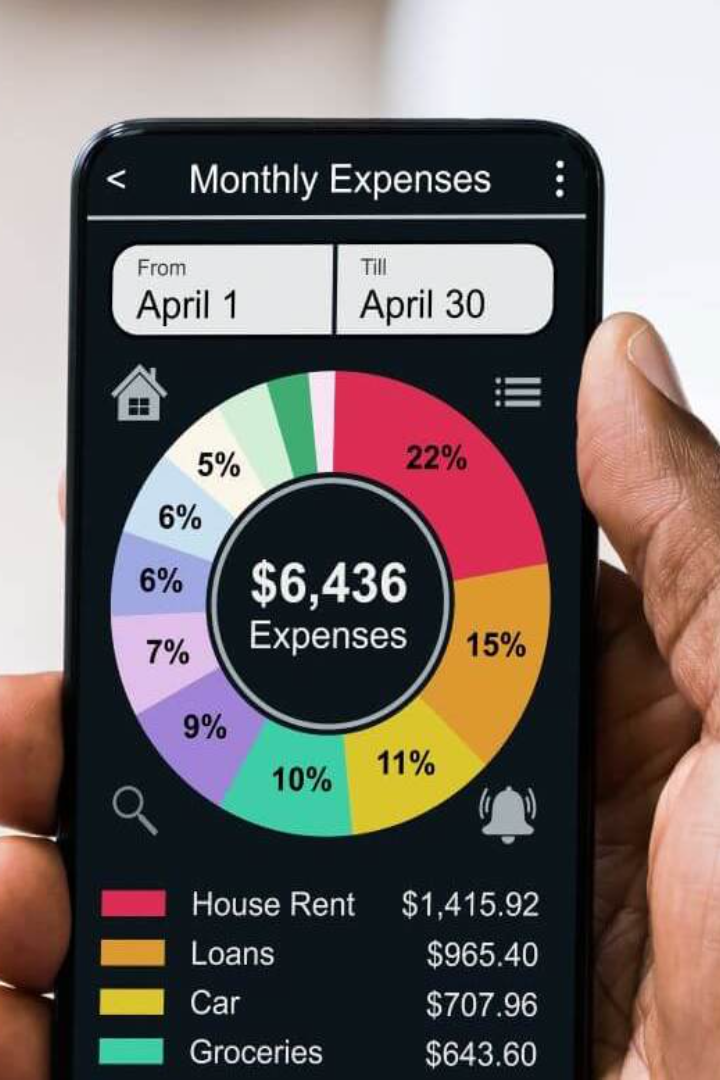 < Monthly Expenses
From Till
April 1 April 30
22%
5%
6%
6%
$6,436
Expenses
15%
7%
9%
11%
10%
House Rent $1,415.92
Loans $965.40
Car $707.96
Groceries $643.60